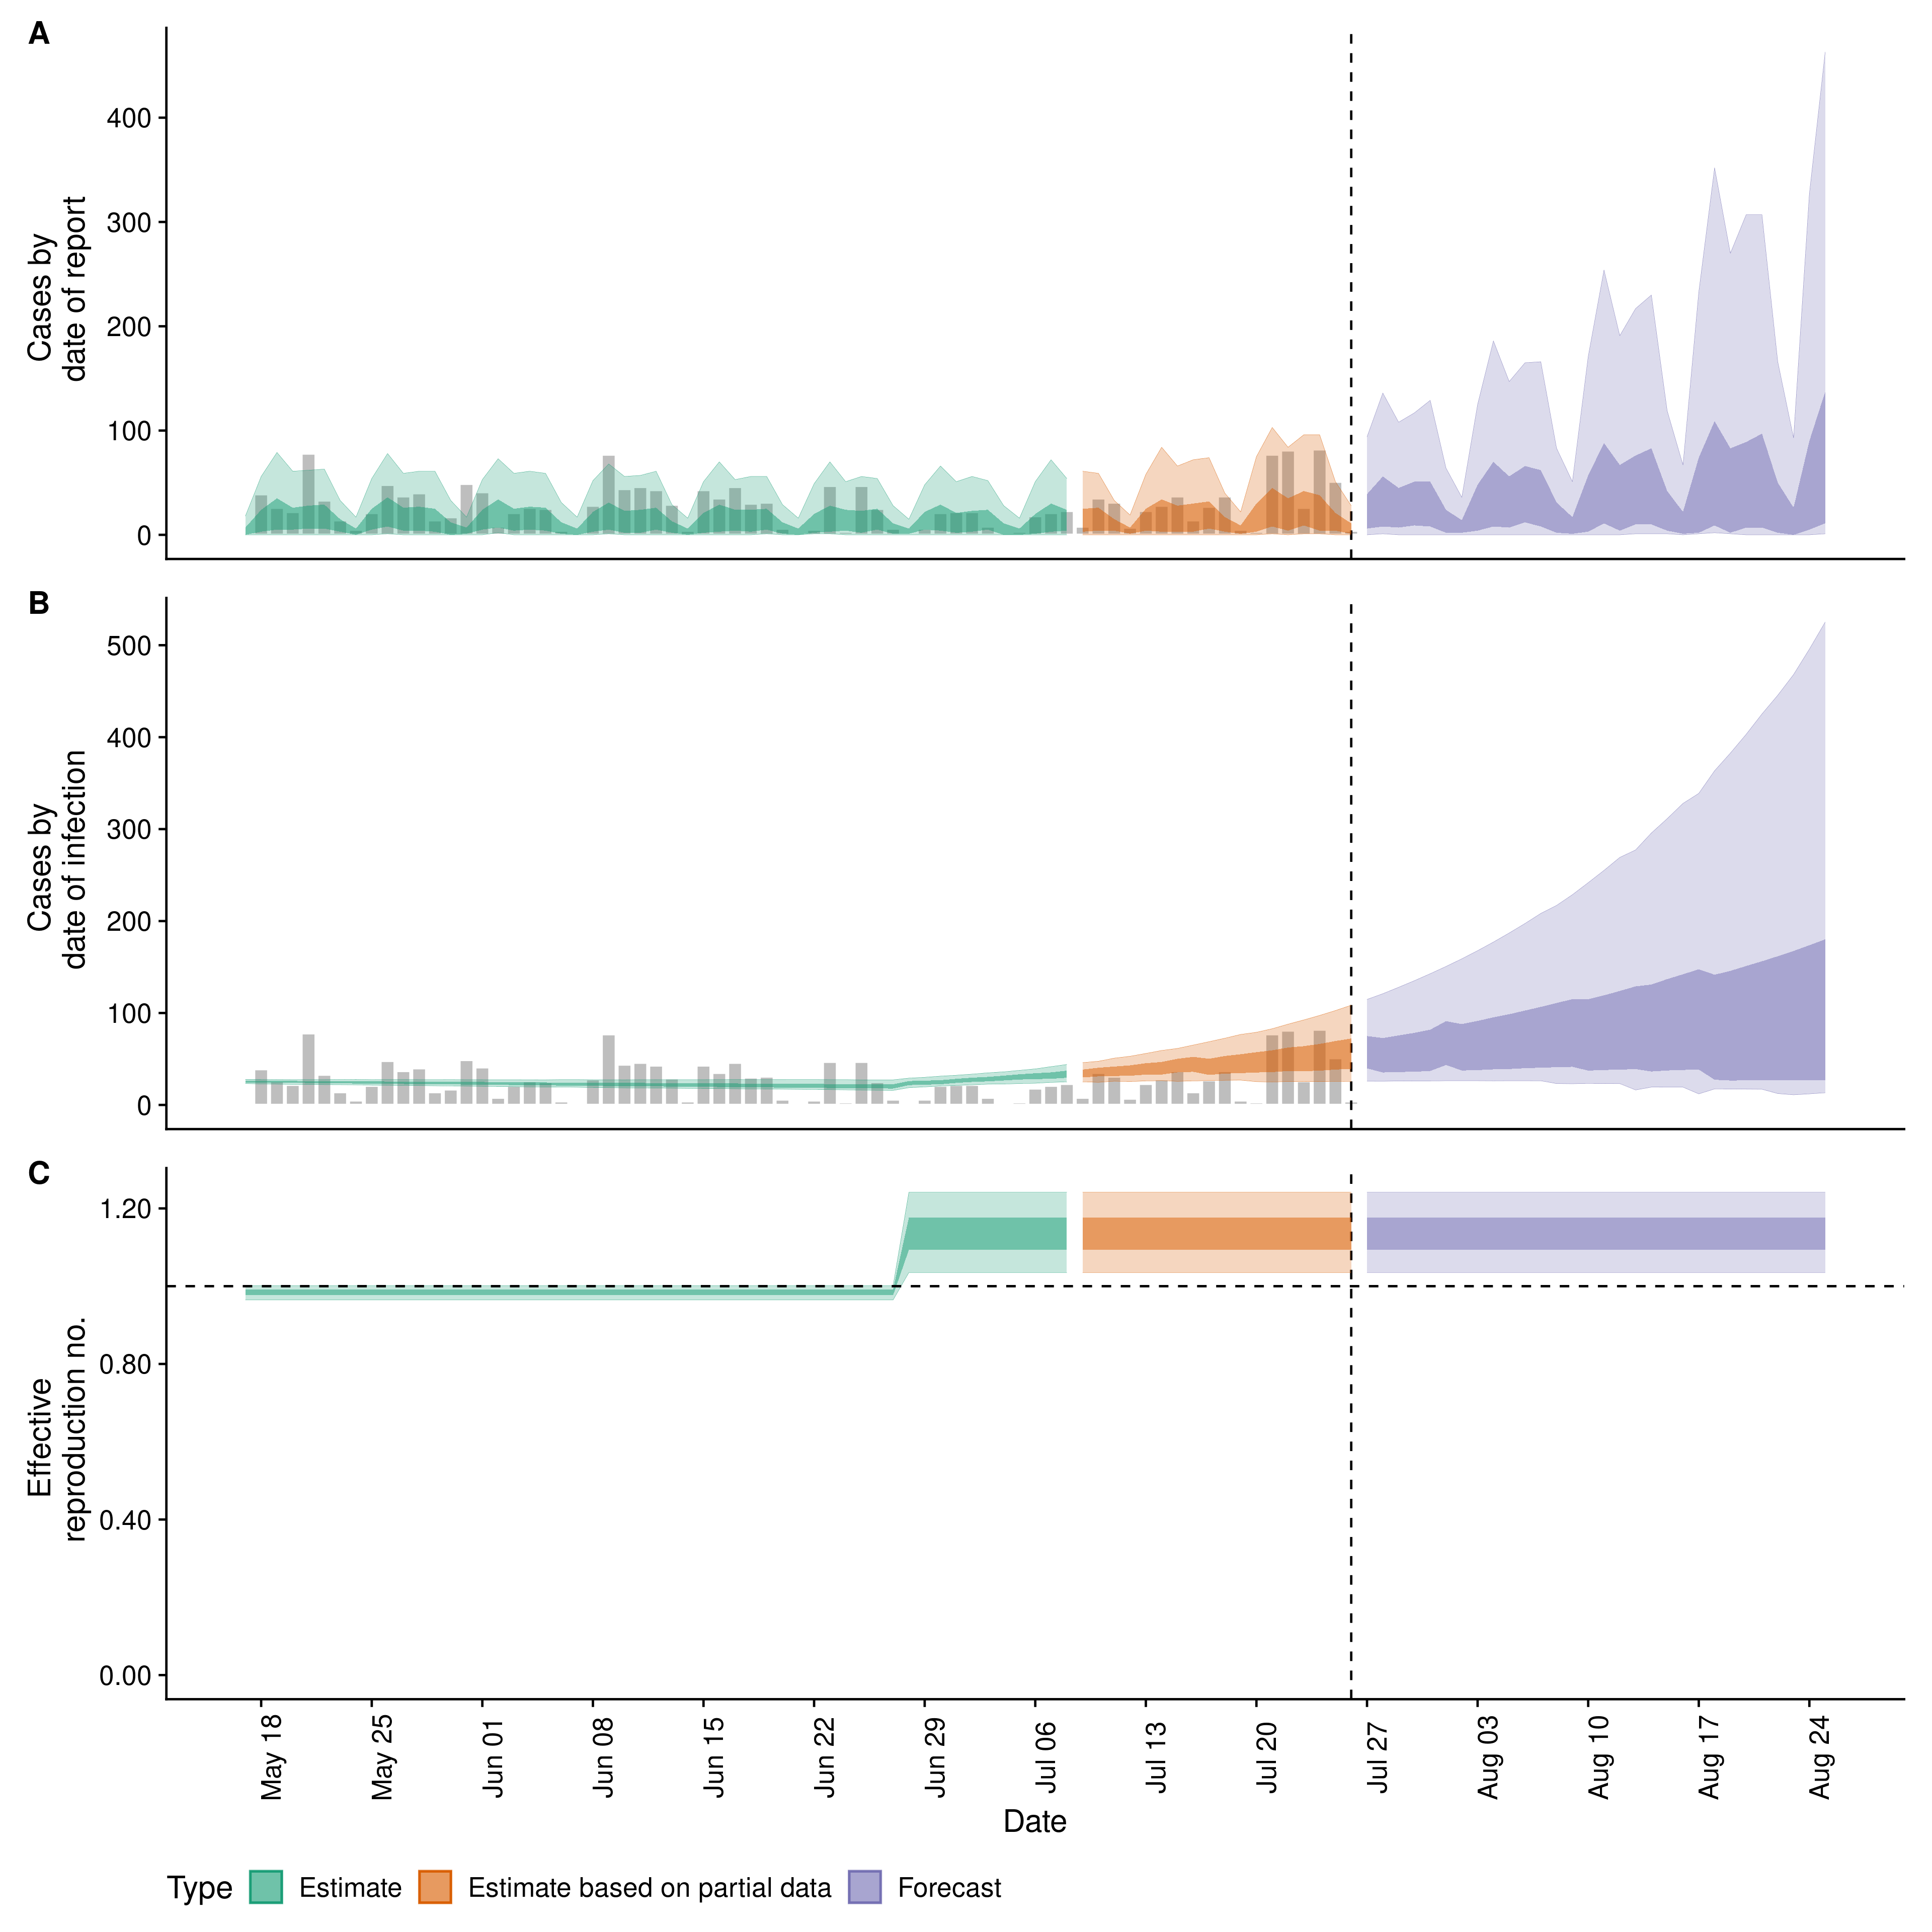 A
Cases by
date of report
400
300
200
100
0
B
Cases by
date of infection
500
400
300
200
100
0
C
Effective
reproduction no.
1.20
0.80
0.40
0.00
May 18
May 25
Jun 01
Jun 08
Jun 15
Jun 22
Jun 29
Jul 06
Jul 13
Jul 20
Jul 27
Aug 03
Aug 10
Aug 17
Aug 24
Date
Type Estimate Estimate based on partial data Forecast